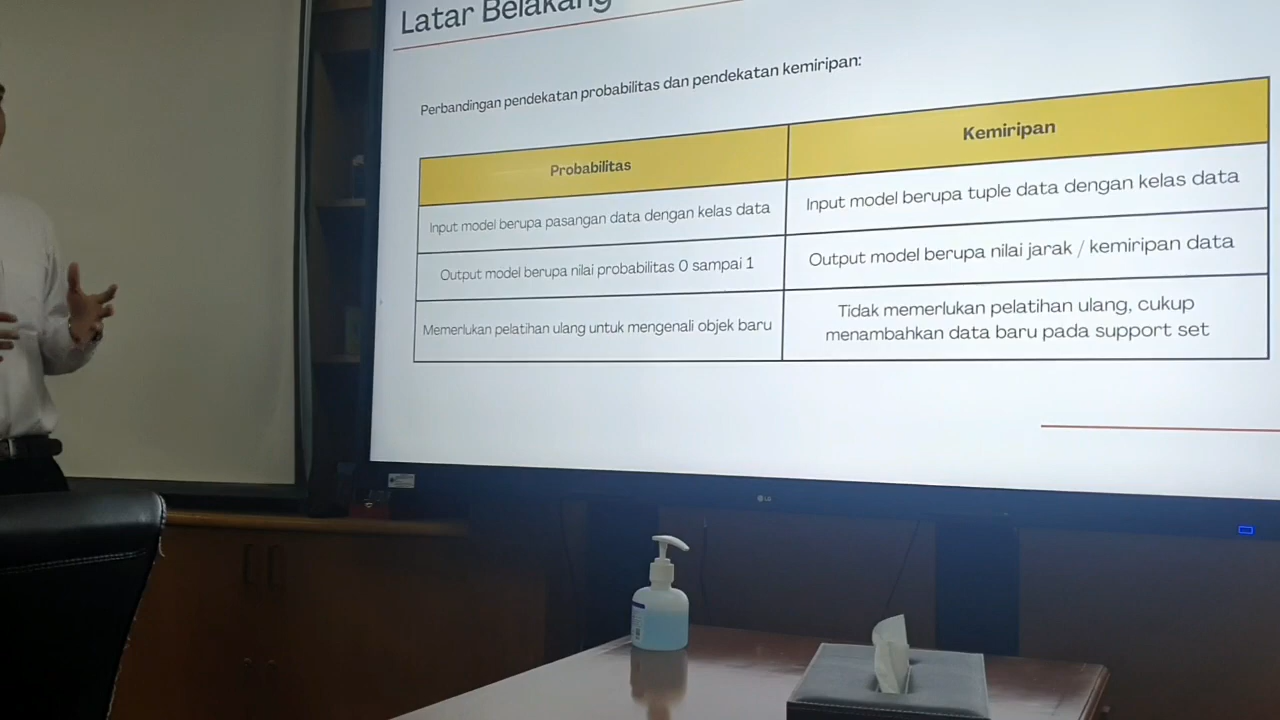 Latar Belakang
Perbandingan pendekatan probabilitas dan pendekatan kemiripan:
Probabilitas
Kemiripan
Input model berupa pasangan data dengan kelas data
Input model berupa tuple data dengan kelas data
Output model berupa nilai probabilitas 0 sampai 1
Output model berupa nilai jarak / kemiripan data
Memerlukan pelatihan ulang untuk mengenali objek baru
Tidak memerlukan pelatihan ulang, cukup
menambahkan data baru pada support set
LG